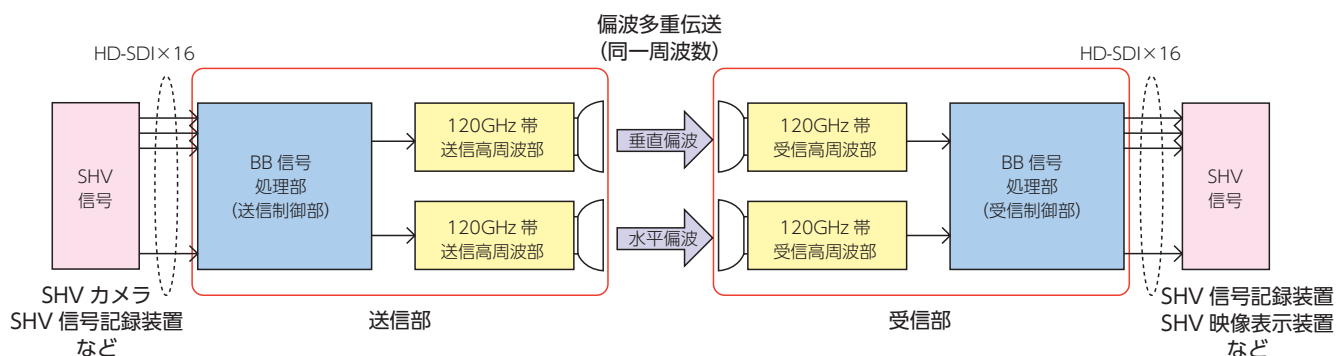 偏波多重伝送
(同一周波数)
HD-SDI×16
HD-SDI×16
SHV
信号
BB 信号
処理部
(送信制御部)
120GHz 帯
送信高周波部
120GHz 帯
送信高周波部
垂直偏波
水平偏波
120GHz 帯
受信高周波部
120GHz 帯
受信高周波部
BB 信号
処理部
(受信制御部)
SHV
信号
SHV カメラ
SHV 信号記録装置
など
送信部
受信部
SHV 信号記録装置
SHV 映像表示装置
など